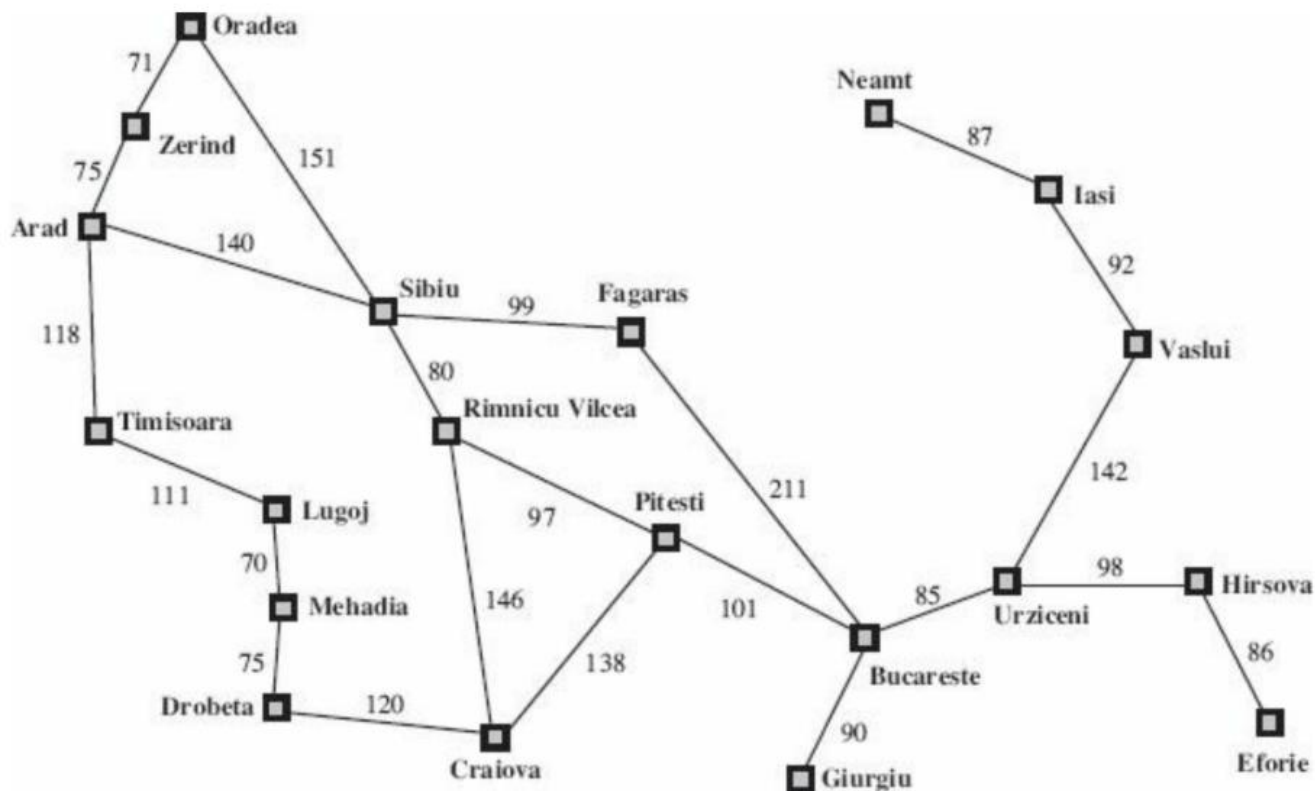 Oradea
71
Neamt
87
Zerind
151
75
Iasi
Arad
140
92
Sibiu
99
Fagaras
118
Vaslui
80
Timisoara
Rimnicu Vilcea
142
111
Lugoj
97
Pitesti
211
70
98
Hirsova
Mehadia
146
101
85
Urziceni
75
138
86
Bucareste
Drobeta
120
90
Craiova
Giurgiu
Eforie